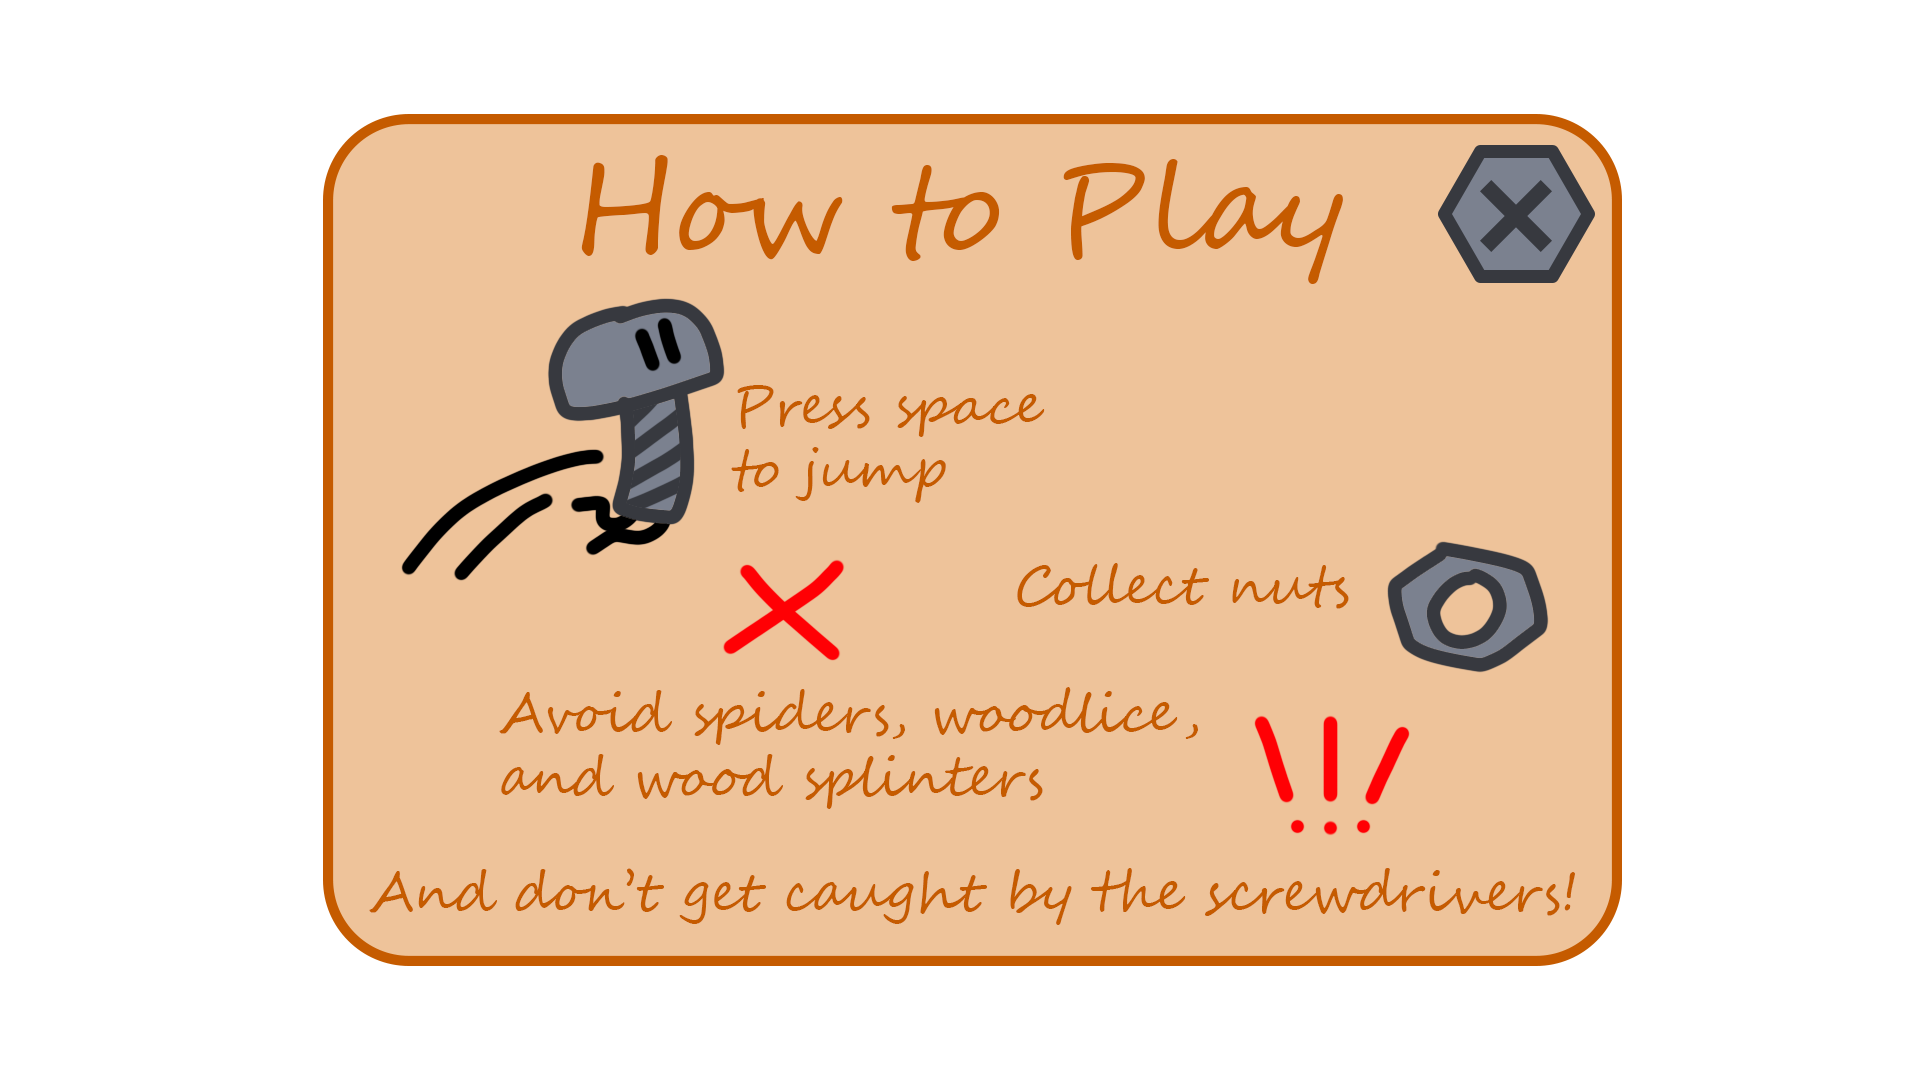 How to Play
Press space
to jump
Collect nuts
Avoid spiders, woodlice,
and wood splinters
And don't get caught by the screwdrivers!